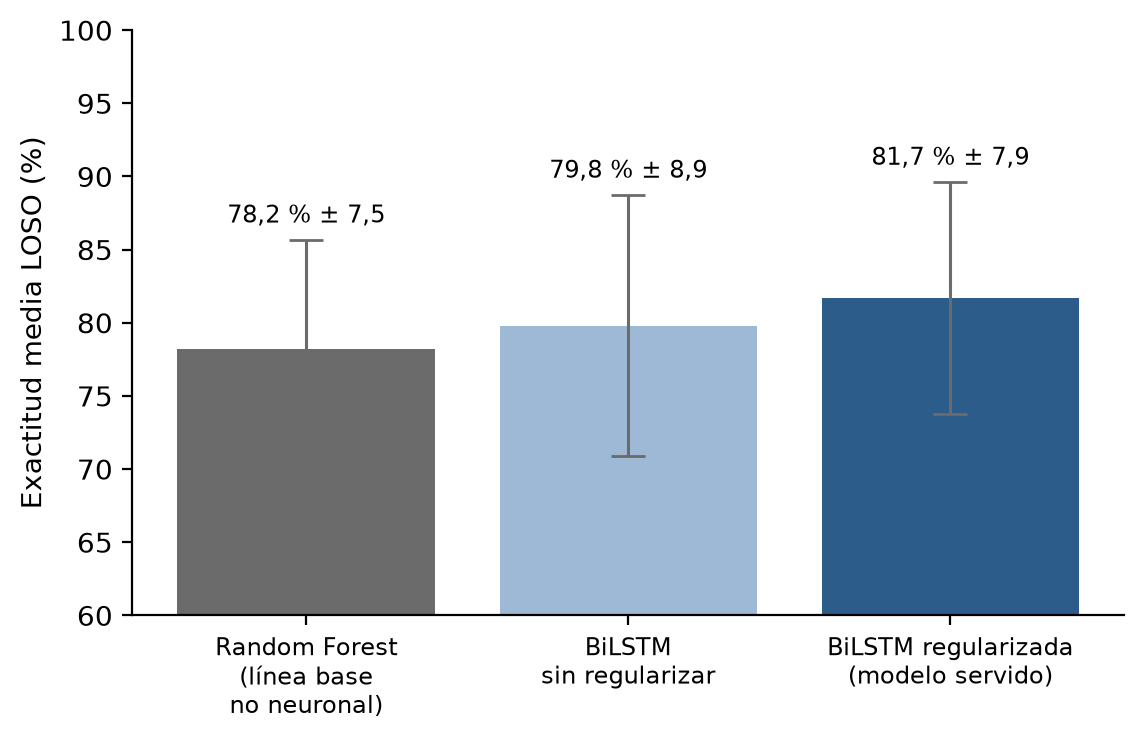 Exactitud media LOSO (%)
100
95
90
85
80
75
70
65
60
78,2 % ± 7,5
79,8 % ± 8,9
81,7 % ± 7,9
Random Forest
(línea base
no neuronal)
BiLSTM
sin regularizar
BiLSTM regularizada
(modelo servido)